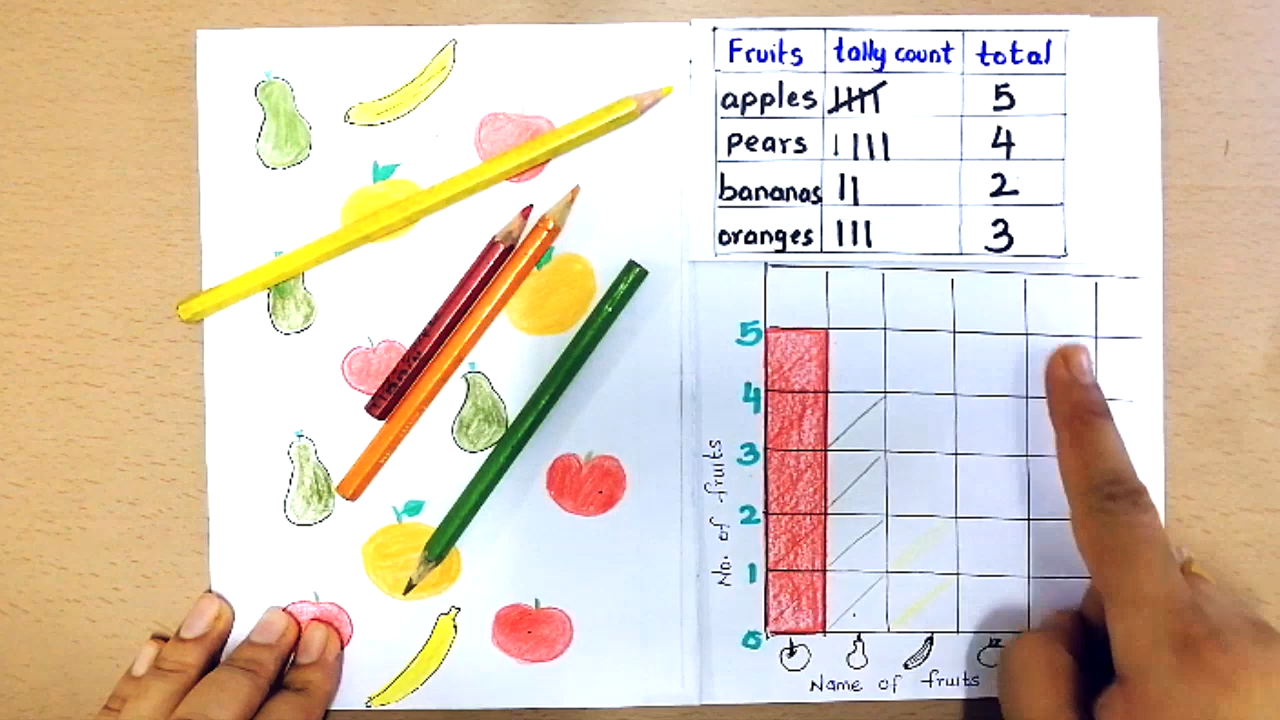 Fruits tally count total
apples 5
pears 4
bananas 2
oranges 3
5
4
3
2
1
0
No. of fruits
Name of fruits